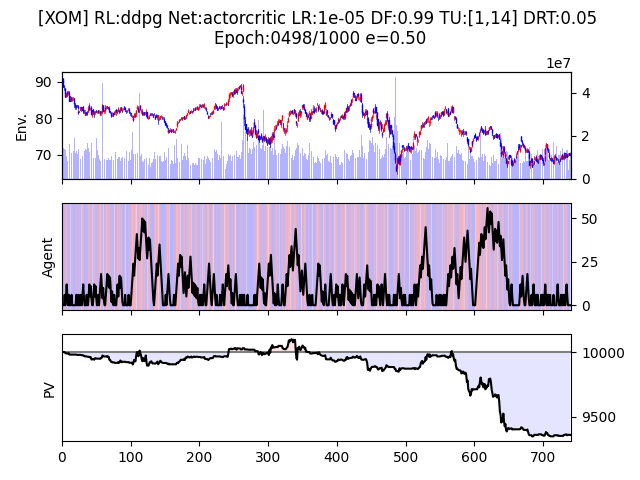 [XOM] RL:ddpg Net:actorcritic LR:1e-05 DF:0.99 TU:[1,14] DRT:0.05
Epoch:0498/1000 e=0.50
1e7
Env.
90
80
70
4
2
0
Agent
50
25
0
PV
10000
9500
0 100 200 300 400 500 600 700